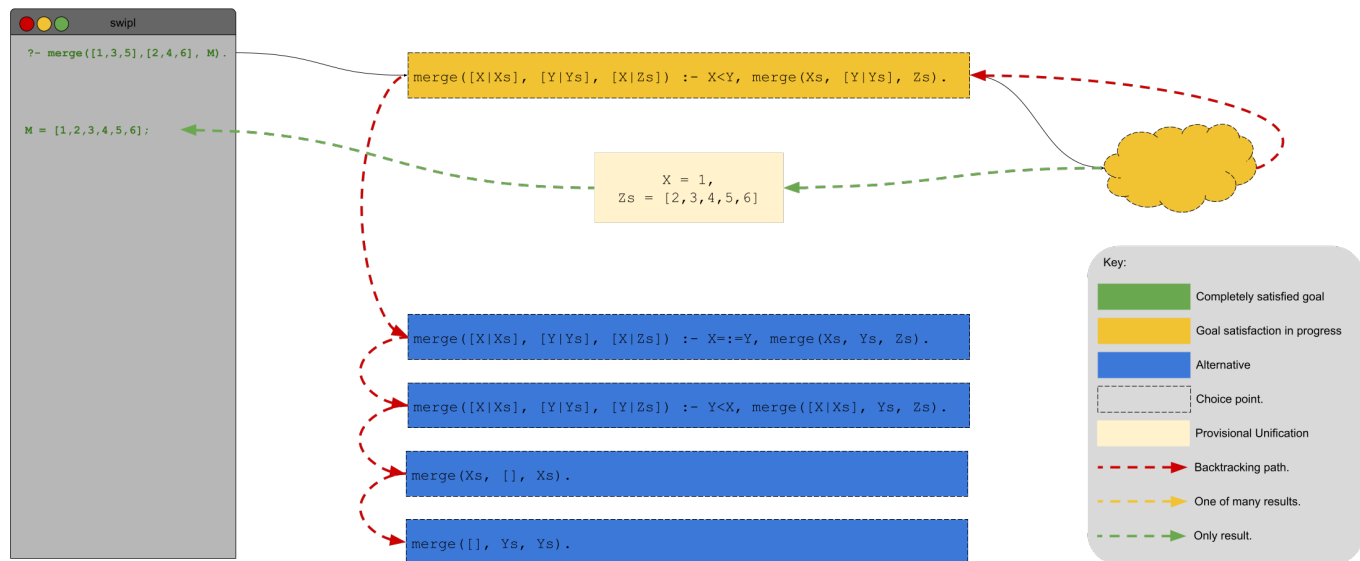 swipl
?- merge([1,3,5],[2,4,6], M).
merge([X|Xs], [Y|Ys], [X|Zs]) :- X<Y, merge(Xs, [Y|Ys], Zs).
M = [1,2,3,4,5,6];
X = 1,
Zs = [2,3,4,5,6]
merge([X|Xs], [Y|Ys], [X|Zs]) :- X=:=Y, merge(Xs, Ys, Zs).
merge([X|Xs], [Y|Ys], [Y|Zs]) :- Y<X, merge([X|Xs], Ys, Zs).
merge(Xs, [], Xs).
merge([], Ys, Ys).
Key:
Completely satisfied goal
Goal satisfaction in progress
Alternative
Choice point.
Provisional Unification
Backtracking path.
One of many results.
Only result.